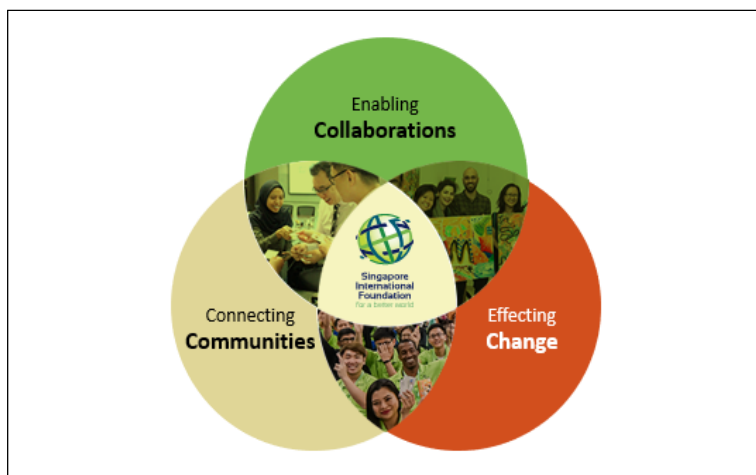 Enabling
Collaborations
Singapore
International
Foundation
for a better world
Connecting
Communities
Effecting
Change